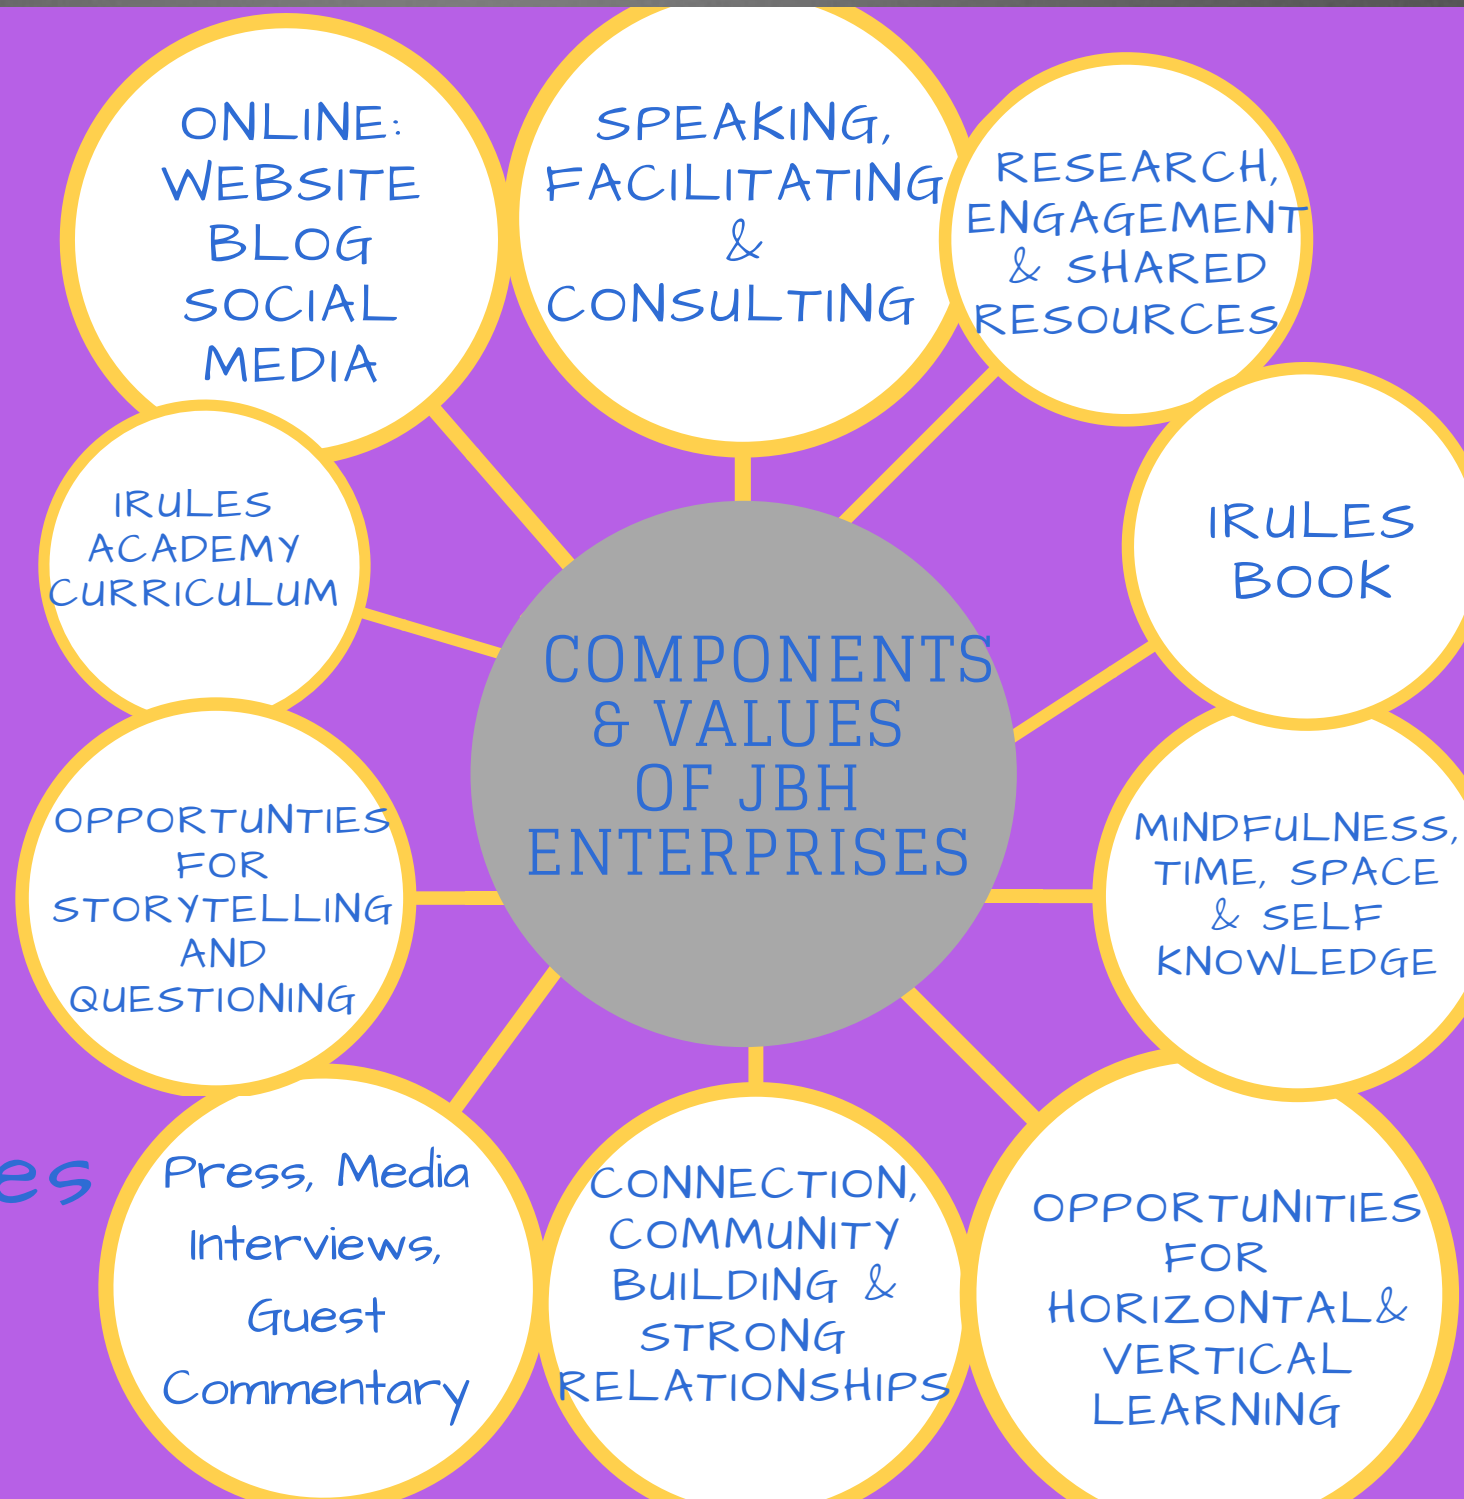 ONLINE:
WEBSITE
BLOG
SOCIAL
MEDIA
SPEAKING,
FACILITATING
&
CONSULTING
RESEARCH,
ENGAGEMENT
& SHARED
RESOURCES
IRULES
BOOK
IRULES
ACADEMY
CURRICULUM
COMPONENTS
& VALUES
OF JBH
ENTERPRISES
OPPORTUNTIES
FOR
STORYTELLING
AND
QUESTIONING
MINDFULNESS,
TIME, SPACE
& SELF
KNOWLEDGE
es
Press, Media
Interviews,
Guest
Commentary
CONNECTION,
COMMUNITY
BUILDING &
STRONG
RELATIONSHIPS
OPPORTUNITIES
FOR
HORIZONTAL&
VERTICAL
LEARNING